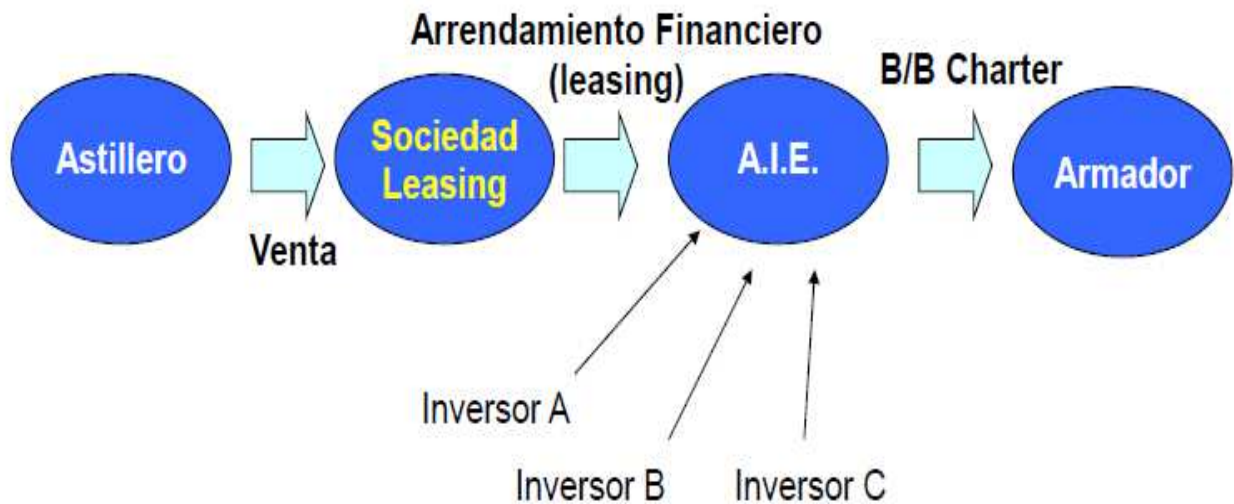 Arrendamiento Financiero
(leasing)
B/B Charter
Astillero
Sociedad
Leasing
A.I.E.
Armador
Venta
Inversor A
Inversor B
Inversor C